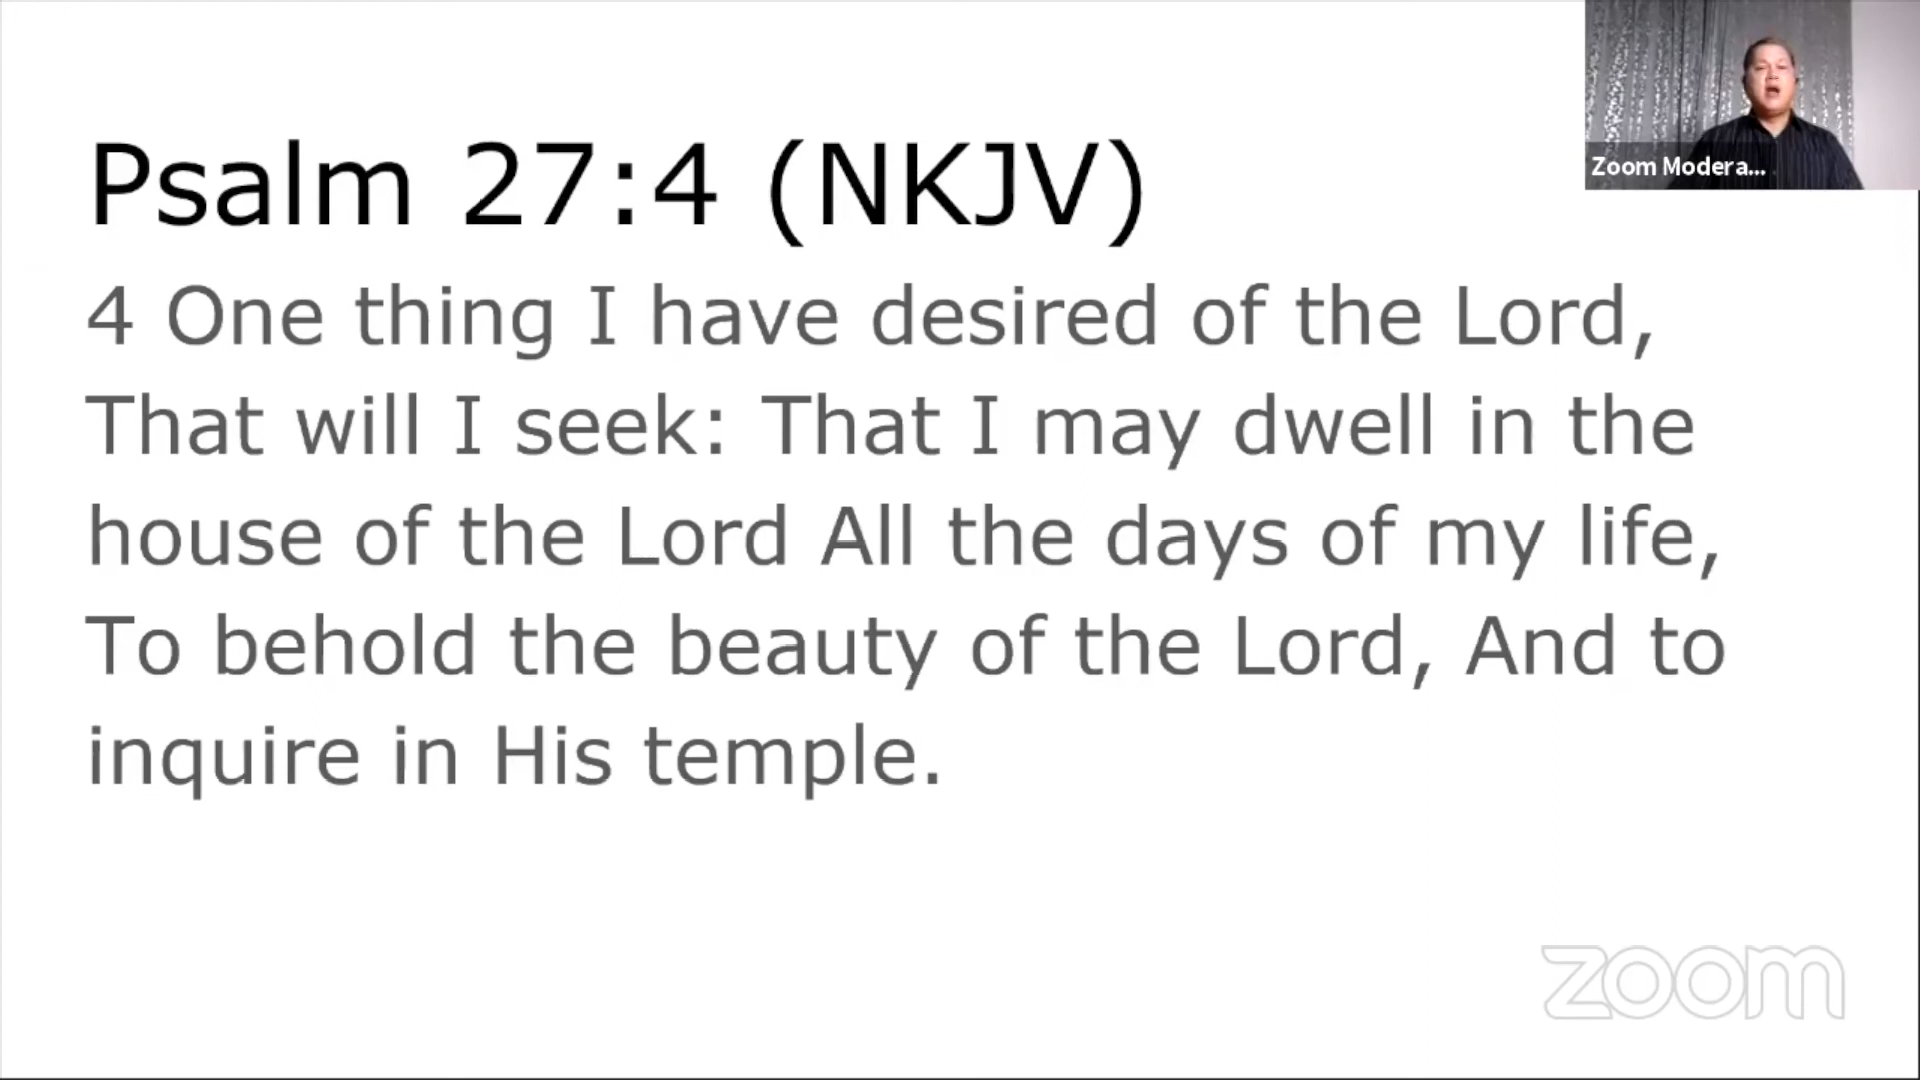 Psalm 27:4 (NKJV)
Zoom Modera...
4 One thing I have desired of the Lord,
That will I seek: That I may dwell in the
house of the Lord All the days of my life,
To behold the beauty of the Lord, And to
inquire in His temple.
zoom